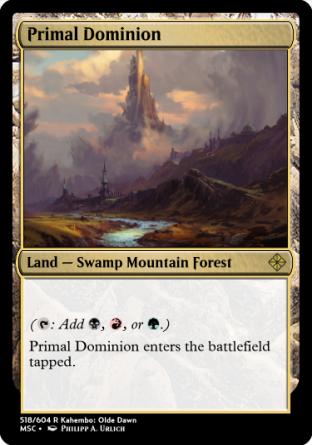 Primal Dominion
Land — Swamp Mountain Forest
(T: Add B, R, or G.)
Primal Dominion enters the battlefield
tapped.
518/604 R Kahembo: Olde Dawn
MSC • Philipp A. Urlich